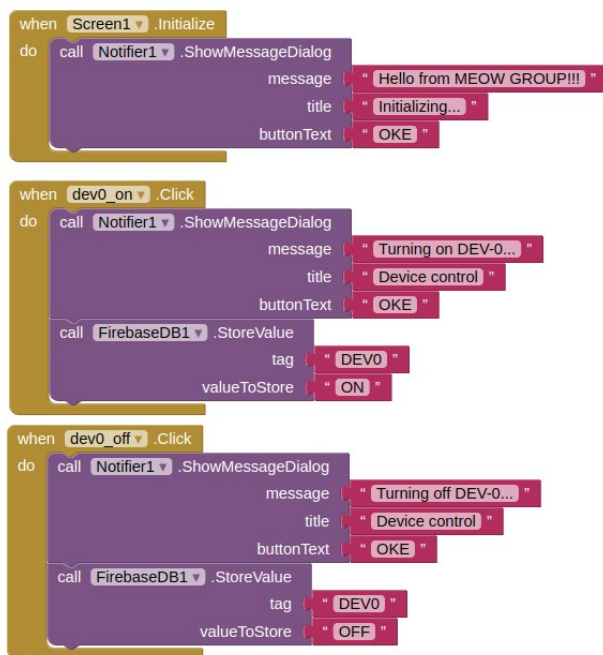 when Screen1 .Initialize
do call Notifier1 .ShowMessageDialog
message " Hello from MEOW GROUP!!! "
title " Initializing... "
buttonText " OKE "
when dev0_on .Click
do call Notifier1 .ShowMessageDialog
message " Turning on DEV-0... "
title " Device control "
buttonText " OKE "
call FirebaseDB1 .StoreValue
tag " DEV0 "
valueToStore " ON "
when dev0_off .Click
do call Notifier1 .ShowMessageDialog
message " Turning off DEV-0... "
title " Device control "
buttonText " OKE "
call FirebaseDB1 .StoreValue
tag " DEV0 "
valueToStore " OFF "